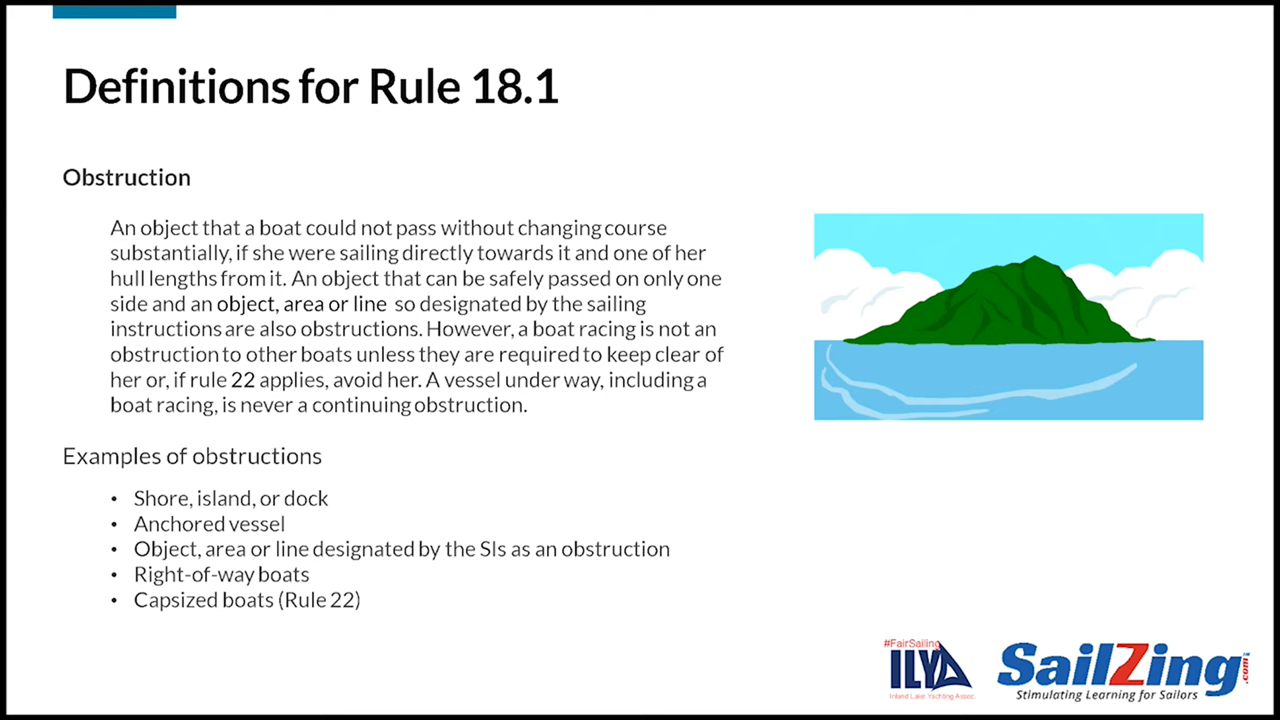 Definitions for Rule 18.1
Obstruction
An object that a boat could not pass without changing course
substantially, if she were sailing directly towards it and one of her
hull lengths from it. An object that can be safely passed on only one
side and an object, area or line so designated by the sailing
instructions are also obstructions. However, a boat racing is not an
obstruction to other boats unless they are required to keep clear of
her or, if rule 22 applies, avoid her. A vessel under way, including a
boat racing, is never a continuing obstruction.
Examples of obstructions
• Shore, island, or dock
• Anchored vessel
• Object, area or line designated by the SIs as an obstruction
• Right-of-way boats
• Capsized boats (Rule 22)
#FairSailing
ILYA
Inland Lake Yachting Assoc.
SailZing.com
Stimulating Learning for Sailors